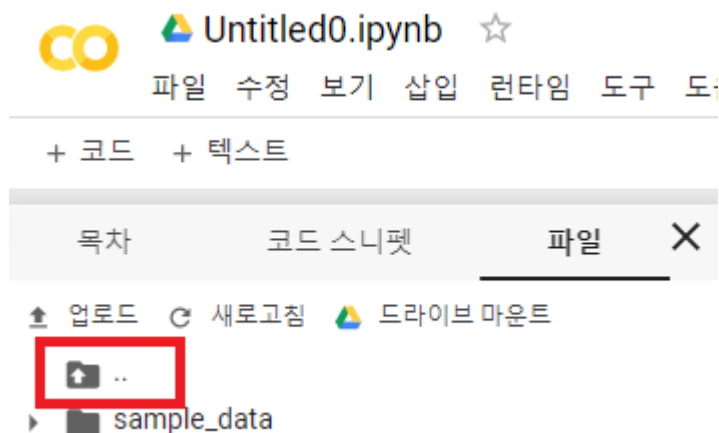 Untitled0.ipynb
파일 수정 보기 삽입 런타임 도구
+ 코드 + 텍스트
목차 코드 스니펫 파일
업로드 새로고침 드라이브 마운트
..
sample_data